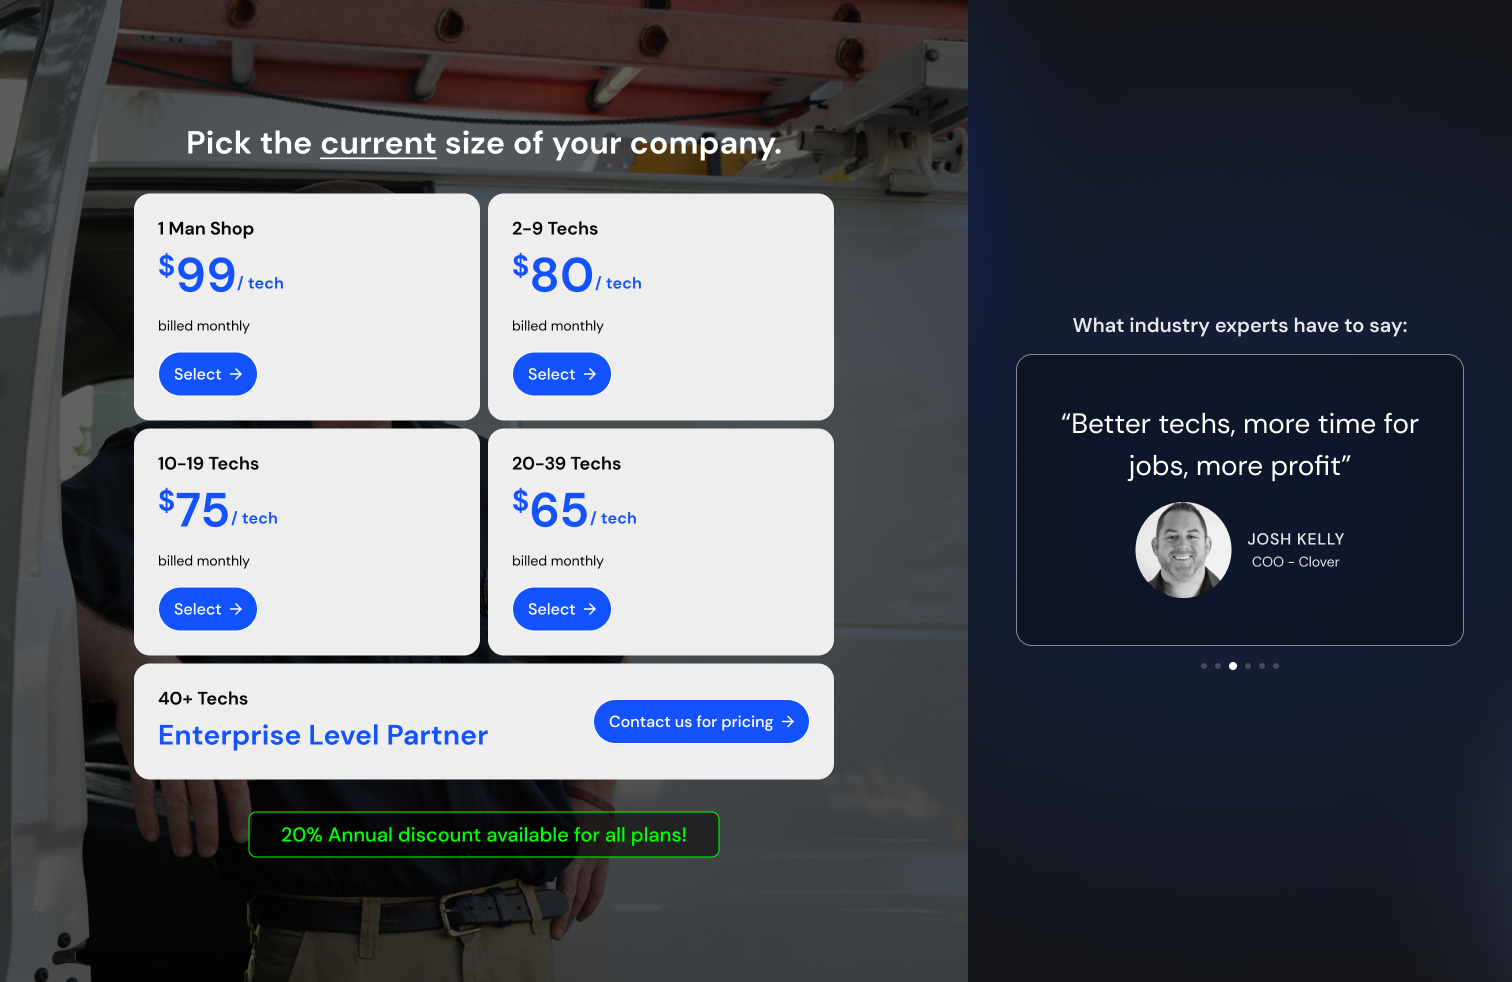 Pick the current size of your company.
1 Man Shop
$99/ tech
billed monthly
Select →
2-9 Techs
$80/ tech
billed monthly
Select →
10-19 Techs
$75/ tech
billed monthly
Select →
20-39 Techs
$65/ tech
billed monthly
Select →
40+ Techs
Enterprise Level Partner
Contact us for pricing →
20% Annual discount available for all plans!
What industry experts have to say:
“Better techs, more time for
jobs, more profit”
JOSH KELLY
COO - Clover